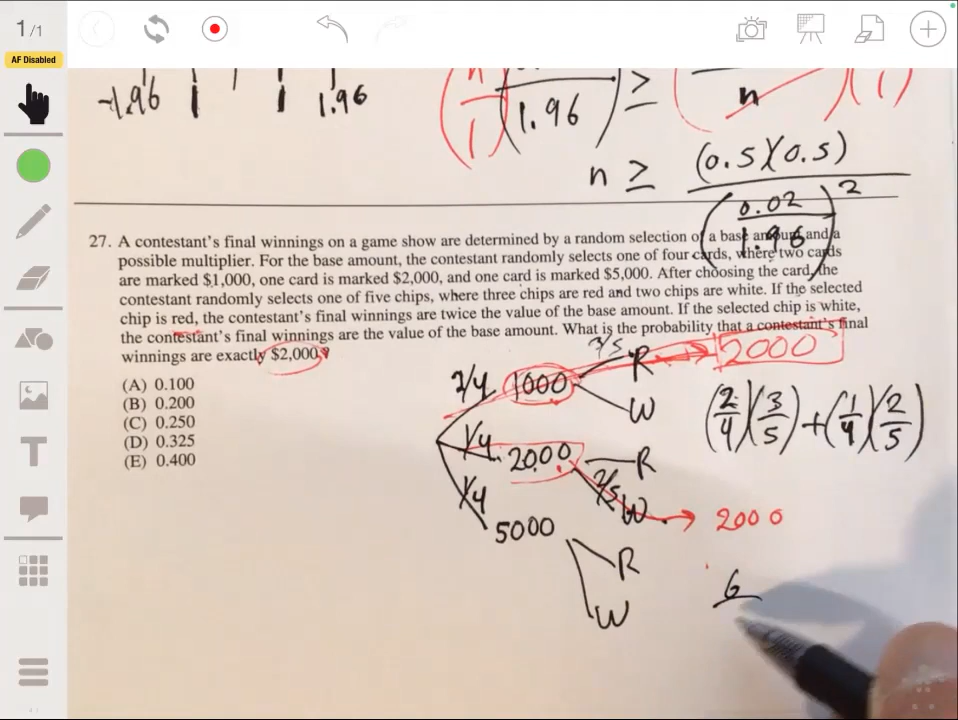 1/1
AF Disabled
-1.96 1.96
1.96 ≥ n 1
n ≥ (0.5)(0.5)
(0.02 / 1.96)²
27. A contestant's final winnings on a game show are determined by a random selection of a base amount and a
possible multiplier. For the base amount, the contestant randomly selects one of four cards, where two cards
are marked $1,000, one card is marked $2,000, and one card is marked $5,000. After choosing the card, the
contestant randomly selects one of five chips, where three chips are red and two chips are white. If the selected
chip is red, the contestant's final winnings are twice the value of the base amount. If the selected chip is white,
the contestant's final winnings are the value of the base amount. What is the probability that a contestant's final
winnings are exactly $2,000?
(A) 0.100
(B) 0.200
(C) 0.250
(D) 0.325
(E) 0.400
2/4 1000 3/5 R 2000
W
(2/4)(3/5)+(1/4)(2/5)
1/4 2000 R
2/5 W 2000
1/4 5000
R
W
6
T